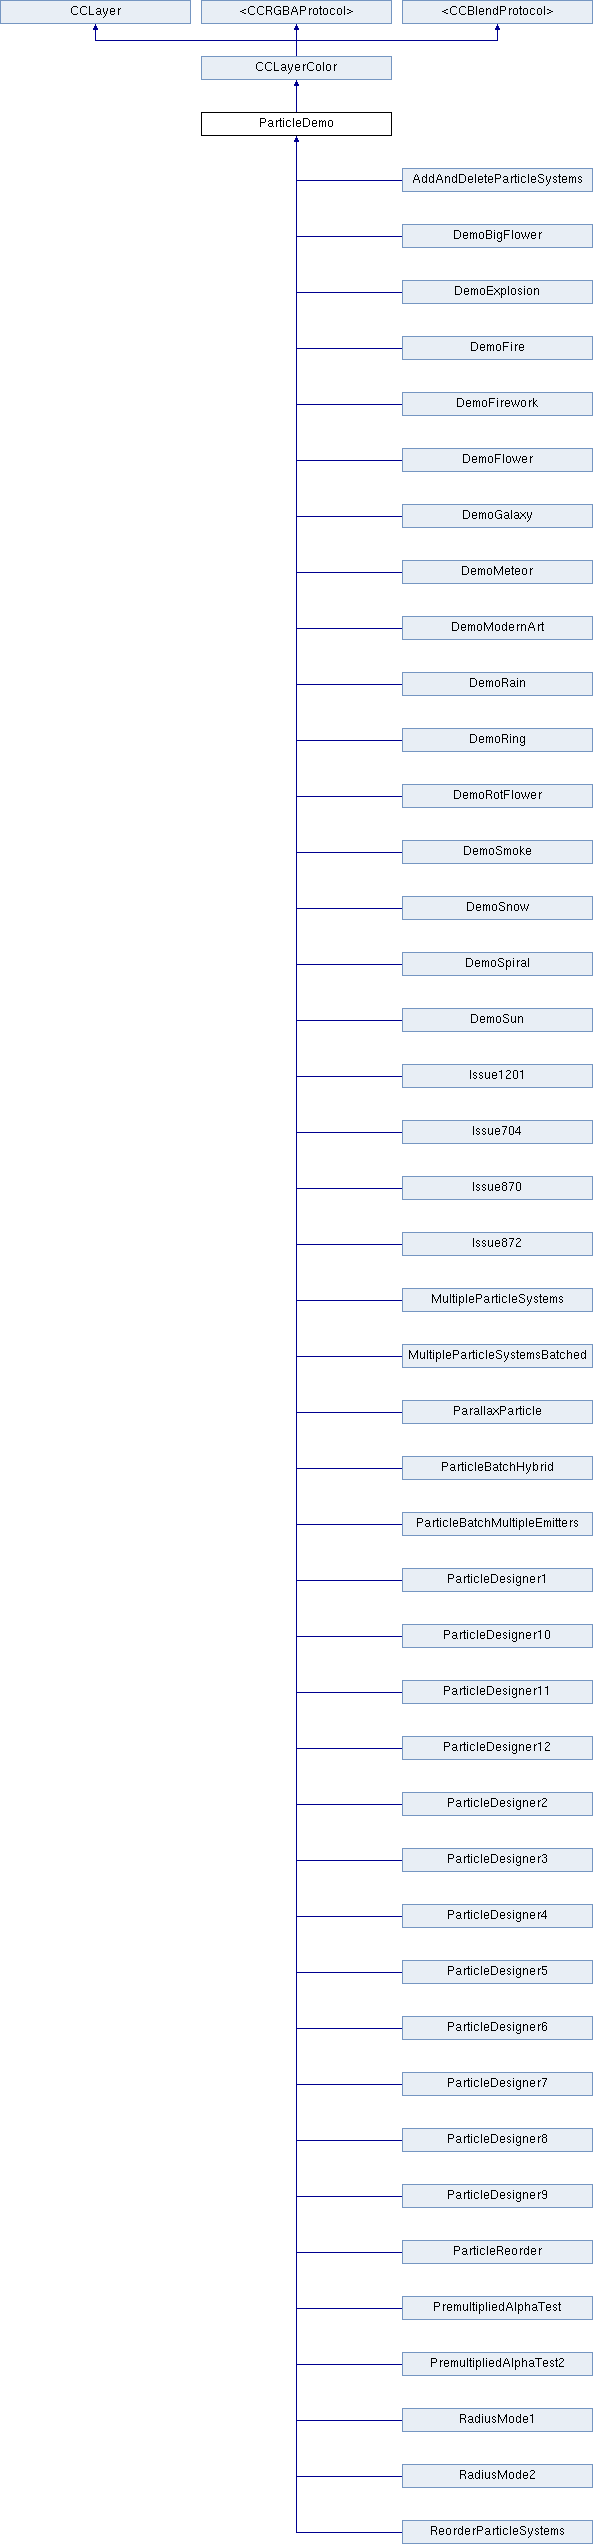 CCLayer
<CCRGBAProtocol>
<CCBlendProtocol>
CCLayerColor
ParticleDemo
AddAndDeleteParticleSystems
DemoBigFlower
DemoExplosion
DemoFire
DemoFirework
DemoFlower
DemoGalaxy
DemoMeteor
DemoModernArt
DemoRain
DemoRing
DemoRotFlower
DemoSmoke
DemoSnow
DemoSpiral
DemoSun
Issue1201
Issue704
Issue870
Issue872
MultipleParticleSystems
MultipleParticleSystemsBatched
ParallaxParticle
ParticleBatchHybrid
ParticleBatchMultipleEmitters
ParticleDesigner1
ParticleDesigner10
ParticleDesigner11
ParticleDesigner12
ParticleDesigner2
ParticleDesigner3
ParticleDesigner4
ParticleDesigner5
ParticleDesigner6
ParticleDesigner7
ParticleDesigner8
ParticleDesigner9
ParticleReorder
PremultipliedAlphaTest
PremultipliedAlphaTest2
RadiusMode1
RadiusMode2
ReorderParticleSystems